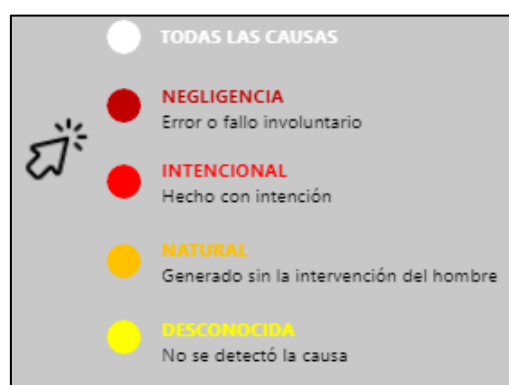 TODAS LAS CAUSAS
NEGLIGENCIA
Error o fallo involuntario
INTENCIONAL
Hecho con intención
NATURAL
Generado sin la intervención del hombre
DESCONOCIDA
No se detectó la causa